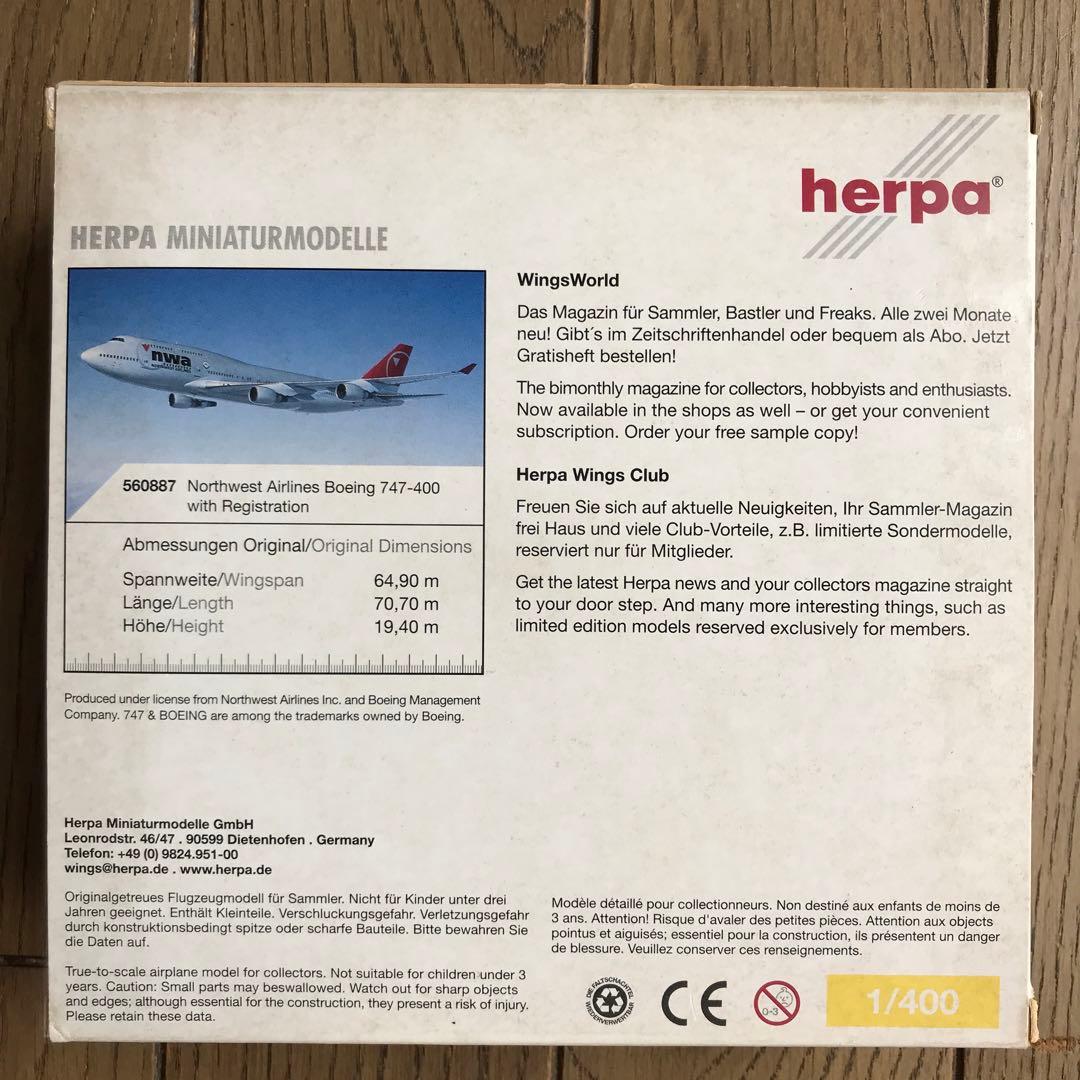 herpa®
HERPA MINIATURMODELLE
nwa
560887 Northwest Airlines Boeing 747-400
with Registration
Abmessungen Original/Original Dimensions
Spannweite/Wingspan 64,90 m
Länge/Length 70,70 m
Höhe/Height 19,40 m
Produced under license from Northwest Airlines Inc. and Boeing Management
Company. 747 & BOEING are among the trademarks owned by Boeing.
WingsWorld
Das Magazin für Sammler, Bastler und Freaks. Alle zwei Monate
neu! Gibt´s im Zeitschriftenhandel oder bequem als Abo. Jetzt
Gratisheft bestellen!
The bimonthly magazine for collectors, hobbyists and enthusiasts.
Now available in the shops as well – or get your convenient
subscription. Order your free sample copy!
Herpa Wings Club
Freuen Sie sich auf aktuelle Neuigkeiten, Ihr Sammler-Magazin
frei Haus und viele Club-Vorteile, z.B. limitierte Sondermodelle,
reserviert nur für Mitglieder.
Get the latest Herpa news and your collectors magazine straight
to your door step. And many more interesting things, such as
limited edition models reserved exclusively for members.
Herpa Miniaturmodelle GmbH
Leonrodstr. 46/47 . 90599 Dietenhofen . Germany
Telefon: +49 (0) 9824.951-00
wings@herpa.de . www.herpa.de
Originalgetreues Flugzeugmodell für Sammler. Nicht für Kinder unter drei
Jahren geeignet. Enthält Kleinteile. Verschluckungsgefahr. Verletzungsgefahr
durch konstruktionsbedingt spitze oder scharfe Bauteile. Bitte bewahren Sie
die Daten auf.
True-to-scale airplane model for collectors. Not suitable for children under 3
years. Caution: Small parts may beswallowed. Watch out for sharp objects
and edges; although essential for the construction, they present a risk of injury.
Please retain these data.
Modèle détaillé pour collectionneurs. Non destiné aux enfants de moins de
3 ans. Attention! Risque d'avaler des petites pièces. Attention aux objects
pointus et aiguisés; essentiel pour la construction, ils présentent un danger
de blessure. Veuillez conserver ces renseignements.
DIE FALTSCHACHTEL
WIEDERVERWERTBAR
CE
0-3
1/400